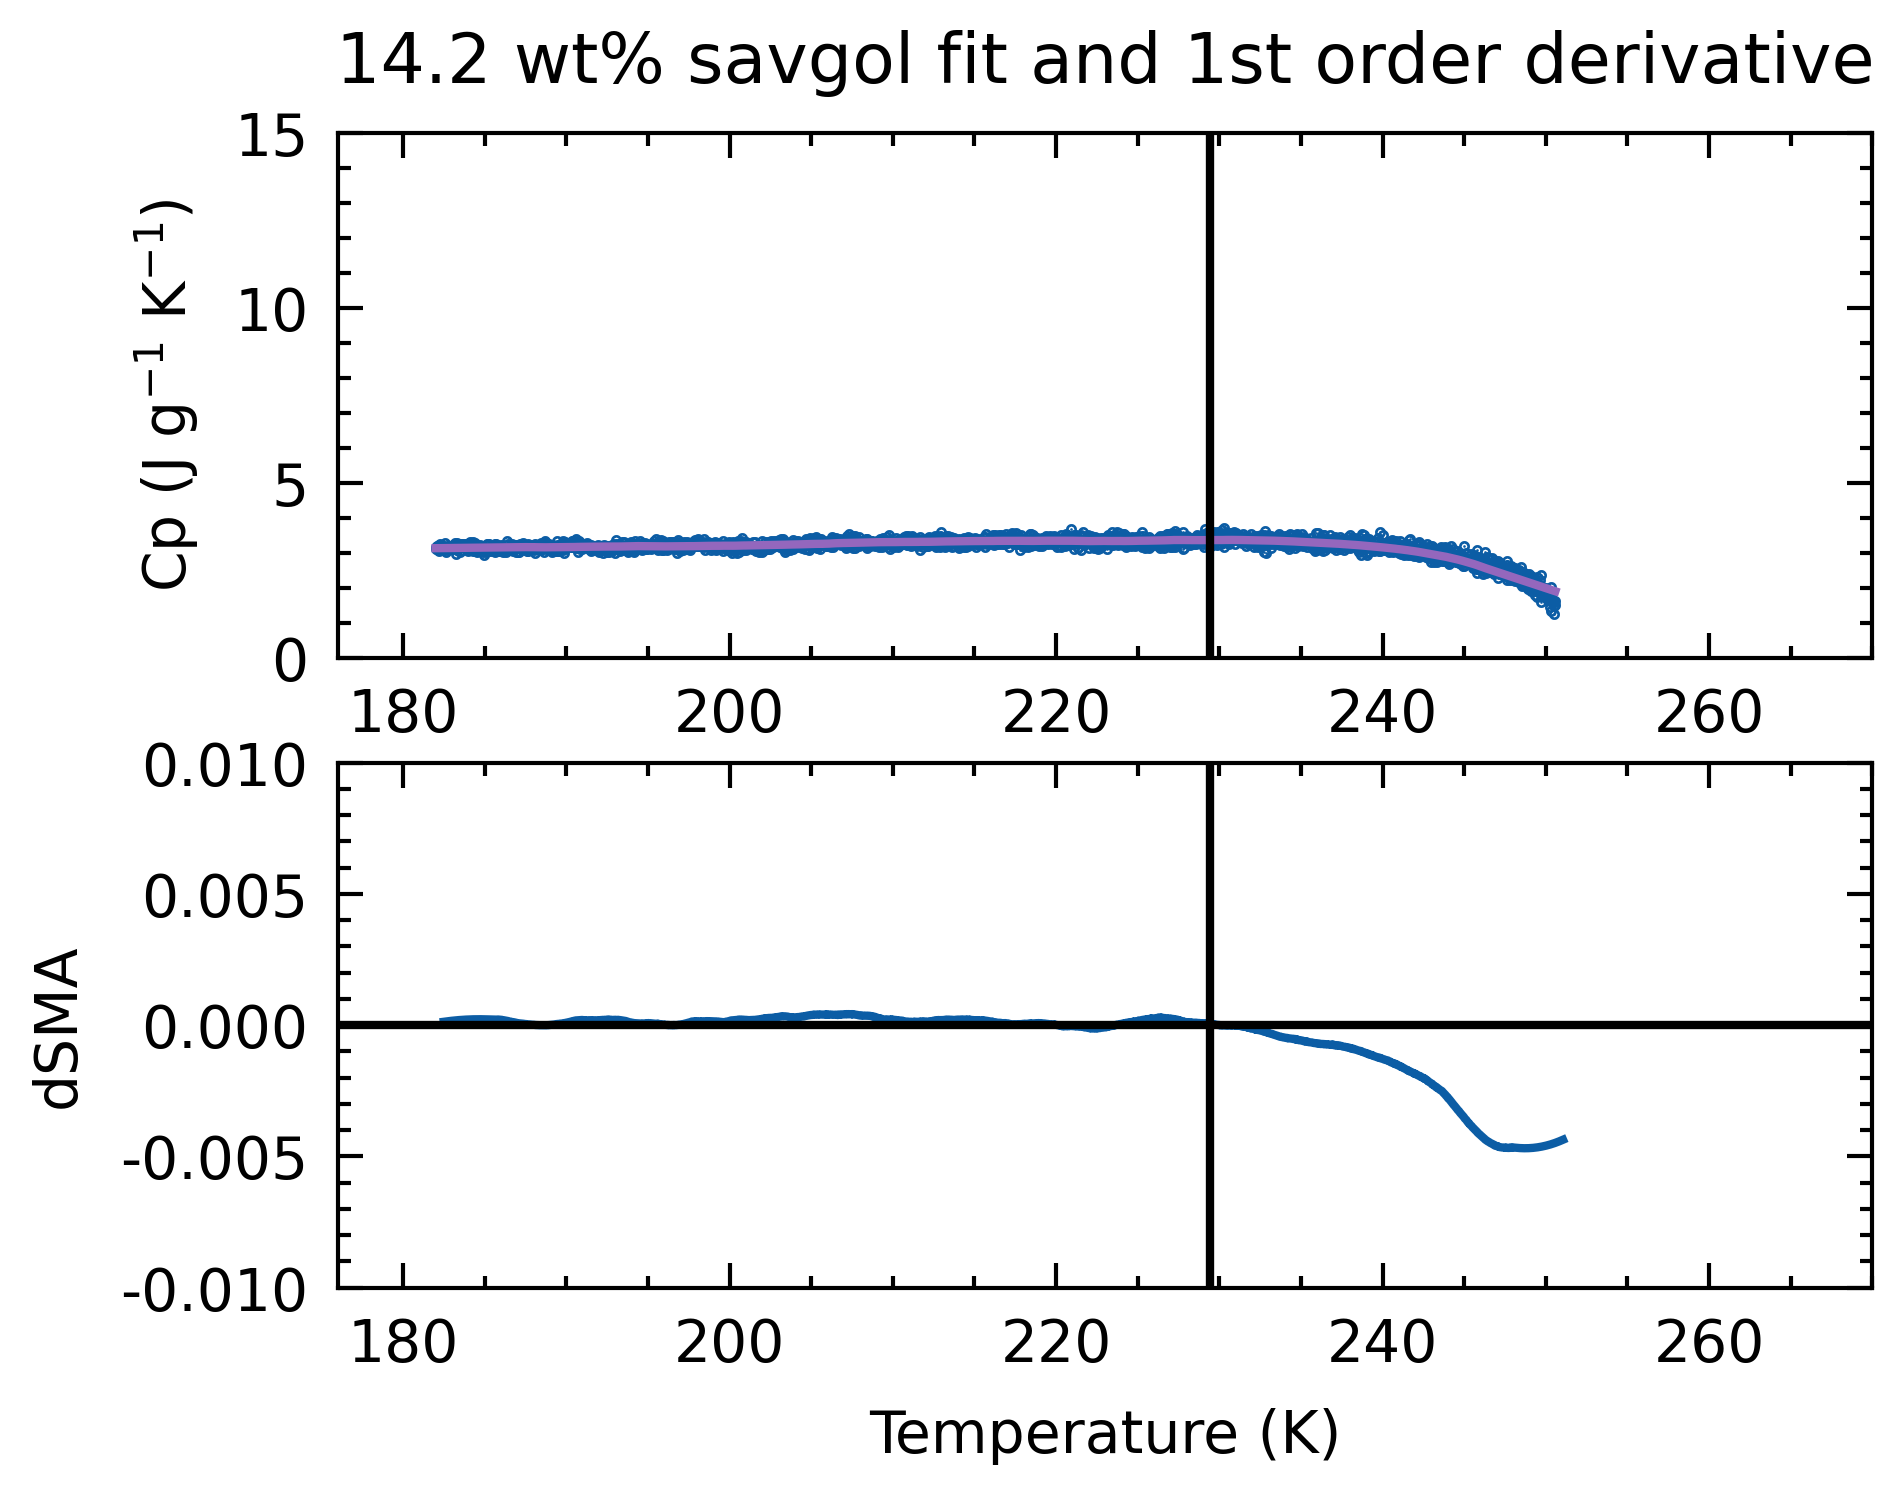 14.2 wt% savgol fit and 1st order derivative
15
10
5
0
Cp (J g⁻¹ K⁻¹)
180 200 220 240 260
0.010
0.005
0.000
-0.005
-0.010
dSMA
180 200 220 240 260
Temperature (K)